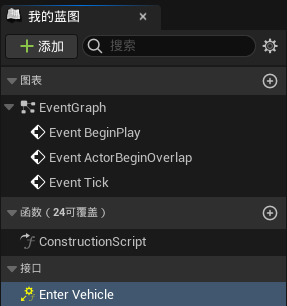 我的蓝图
添加
搜索
图表
EventGraph
Event BeginPlay
Event ActorBeginOverlap
Event Tick
函数（24可覆盖）
ConstructionScript
接口
Enter Vehicle